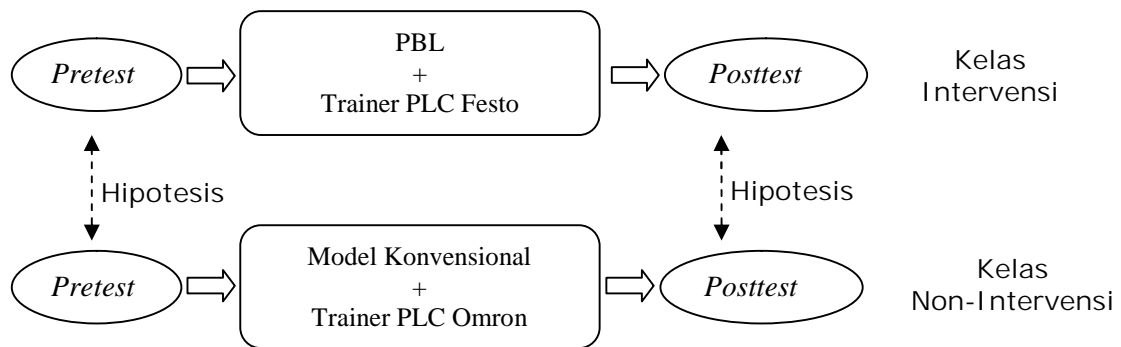 Pretest
PBL
+
Trainer PLC Festo
Posttest
Kelas
Intervensi
Hipotesis
Hipotesis
Pretest
Model Konvensional
+
Trainer PLC Omron
Posttest
Kelas
Non-Intervensi